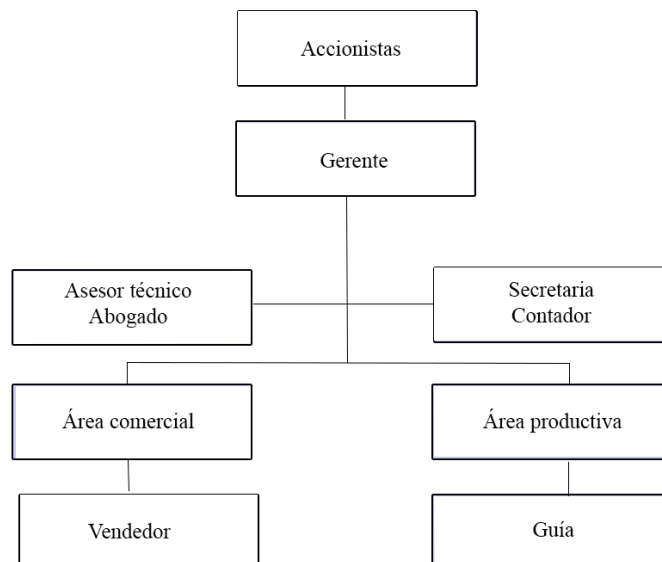 Accionistas
Gerente
Asesor técnico
Abogado
Secretaria
Contador
Área comercial
Área productiva
Vendedor
Guía